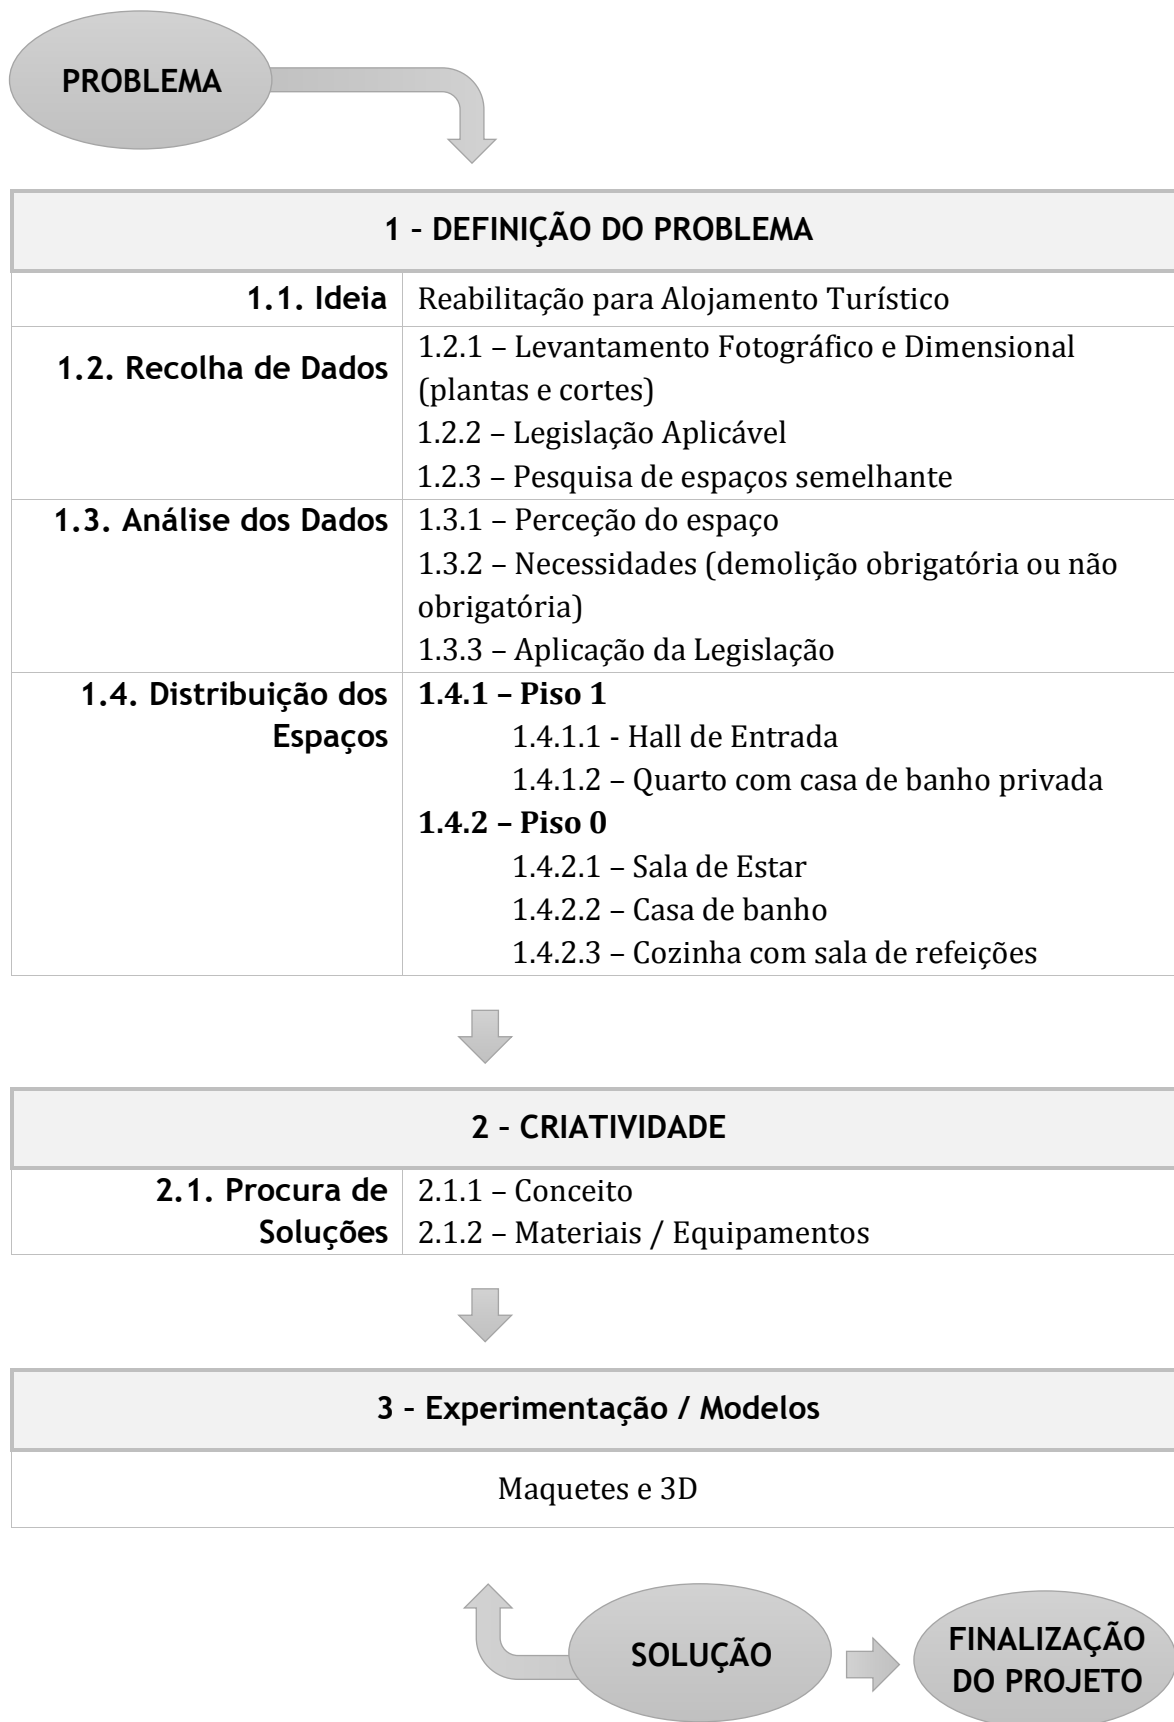 PROBLEMA
1 – DEFINIÇÃO DO PROBLEMA
1.1. Ideia
Reabilitação para Alojamento Turístico
1.2. Recolha de Dados
1.2.1 – Levantamento Fotográfico e Dimensional
(plantas e cortes)
1.2.2 – Legislação Aplicável
1.2.3 – Pesquisa de espaços semelhante
1.3. Análise dos Dados
1.3.1 – Perceção do espaço
1.3.2 – Necessidades (demolição obrigatória ou não
obrigatória)
1.3.3 – Aplicação da Legislação
1.4. Distribuição dos
Espaços
1.4.1 – Piso 1
1.4.1.1 - Hall de Entrada
1.4.1.2 – Quarto com casa de banho privada
1.4.2 – Piso 0
1.4.2.1 – Sala de Estar
1.4.2.2 – Casa de banho
1.4.2.3 – Cozinha com sala de refeições
2 – CRIATIVIDADE
2.1. Procura de
Soluções
2.1.1 – Conceito
2.1.2 – Materiais / Equipamentos
3 – Experimentação / Modelos
Maquetes e 3D
SOLUÇÃO
FINALIZAÇÃO
DO PROJETO